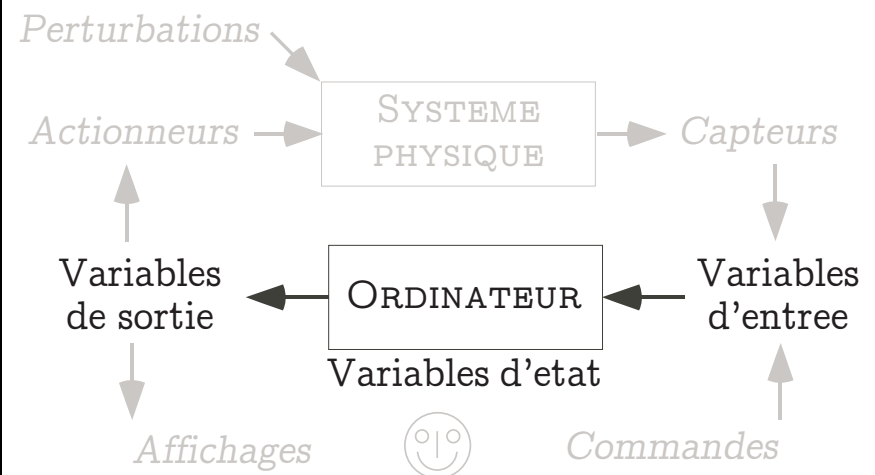 Perturbations
Actionneurs
SYSTEME
PHYSIQUE
Capteurs
Variables
de sortie
ORDINATEUR
Variables
d'entree
Variables d'etat
Affichages
Commandes